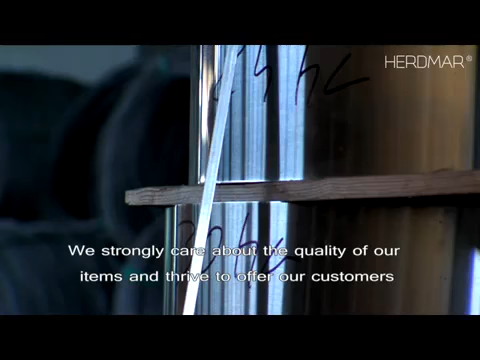 HERDMAR®
We strongly care about the quality of our
items and thrive to offer our customers